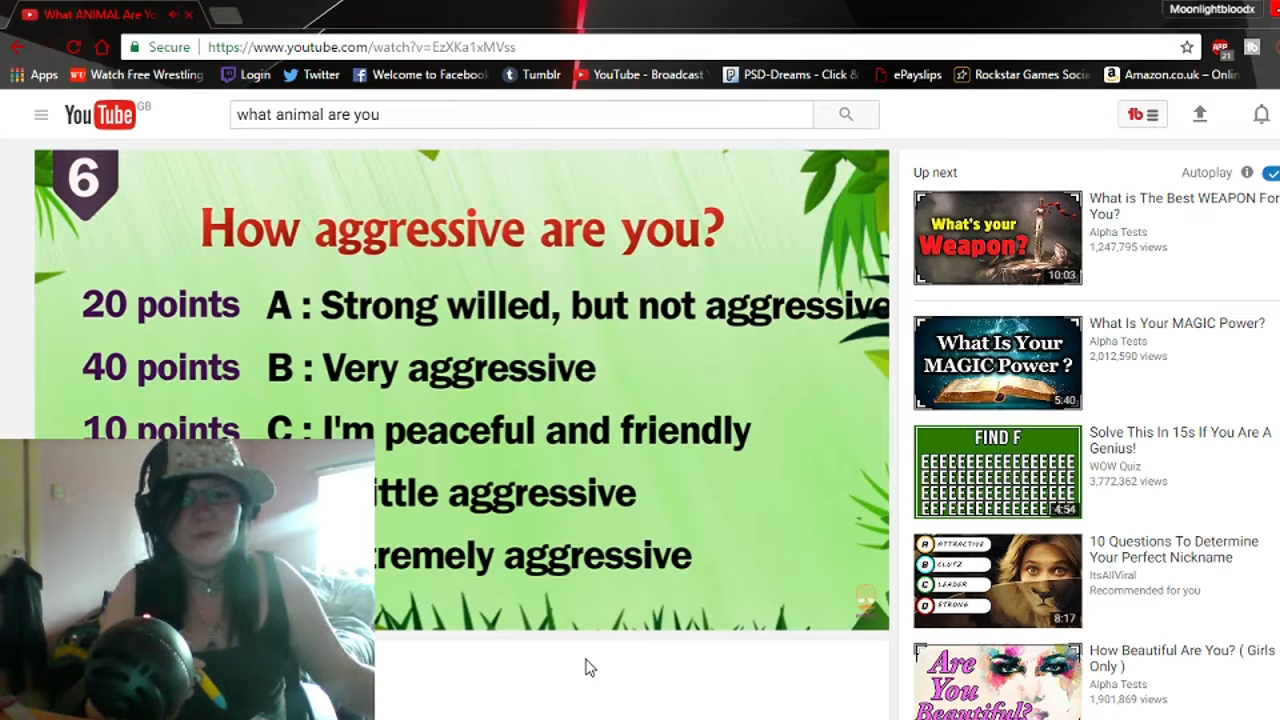 What ANIMAL Are Yo
Moonlightbloodx
Secure
https://www.youtube.com/watch?v=EzXKa1xMVss
ABP
21
tb
Apps
WU Watch Free Wrestling
Login
Twitter
Welcome to Facebook
Tumblr
YouTube - Broadcast
PSD-Dreams - Click &
ePayslips
Rockstar Games Socia
Amazon.co.uk – Onlin
YouTube GB
what animal are you
tb
6
How aggressive are you?
20 points A : Strong willed, but not aggressive
40 points B : Very aggressive
10 points C : I'm peaceful and friendly
ittle aggressive
tremely aggressive
Up next
Autoplay
What's your
Weapon?
10:03
What is The Best WEAPON For
You?
Alpha Tests
1,247,795 views
What Is Your
MAGIC Power?
5:40
What Is Your MAGIC Power?
Alpha Tests
2,012,590 views
FIND F
4:54
Solve This In 15s If You Are A
Genius!
WOW Quiz
3,772,362 views
A ATTRACTIVE
B CLUTZ
C LEADER
D STRONG
8:17
10 Questions To Determine
Your Perfect Nickname
ItsAllViral
Recommended for you
Are
You
Beautiful?
How Beautiful Are You? ( Girls
Only )
Alpha Tests
1,901,869 views